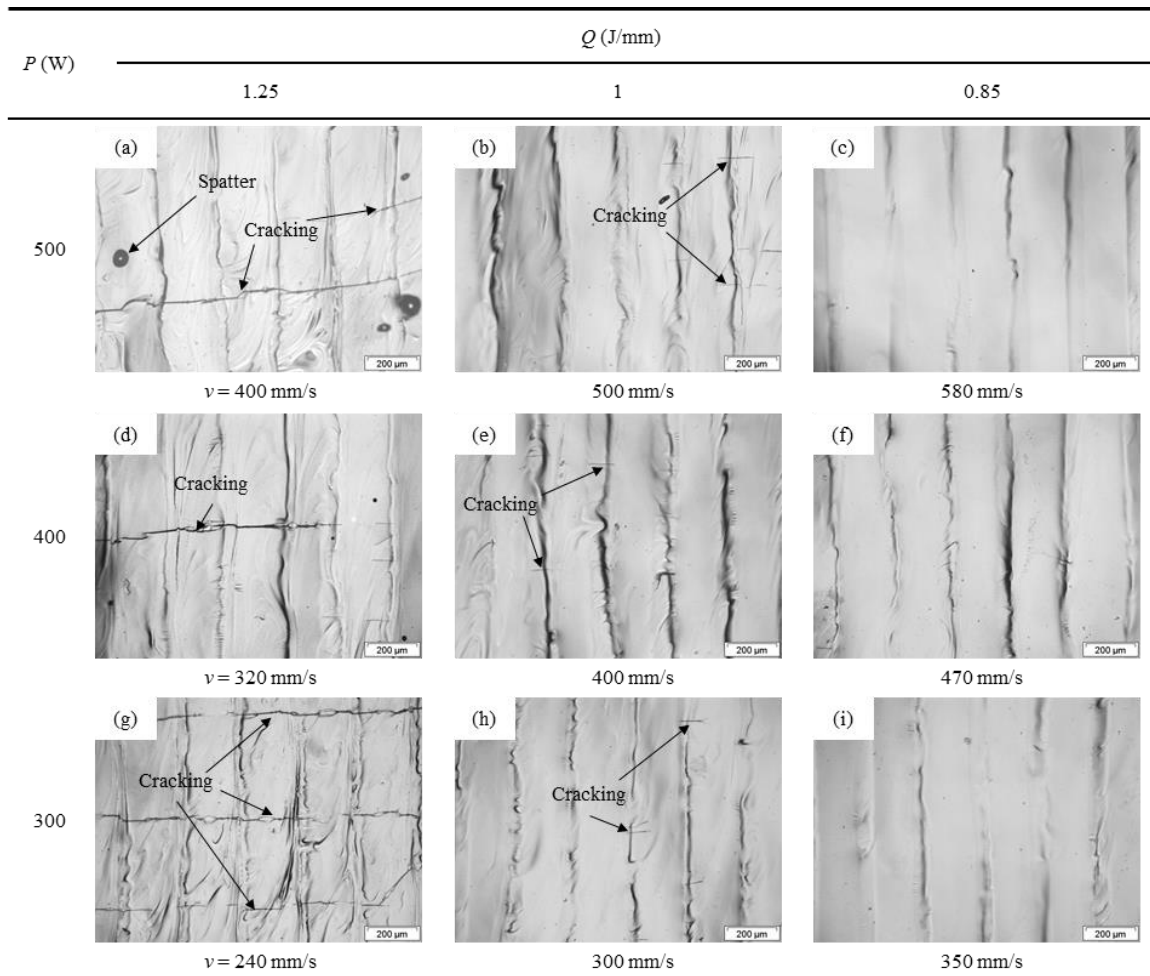 Q (J/mm)
P (W)
1.25 1 0.85
(a) (b) (c)
Spatter
Cracking
Cracking
500
200 μm 200 μm 200 μm
v = 400 mm/s 500 mm/s 580 mm/s
(d) (e) (f)
Cracking
Cracking
400
200 μm 200 μm 200 μm
v = 320 mm/s 400 mm/s 470 mm/s
(g) (h) (i)
Cracking
Cracking
300
200 μm 200 μm 200 μm
v = 240 mm/s 300 mm/s 350 mm/s